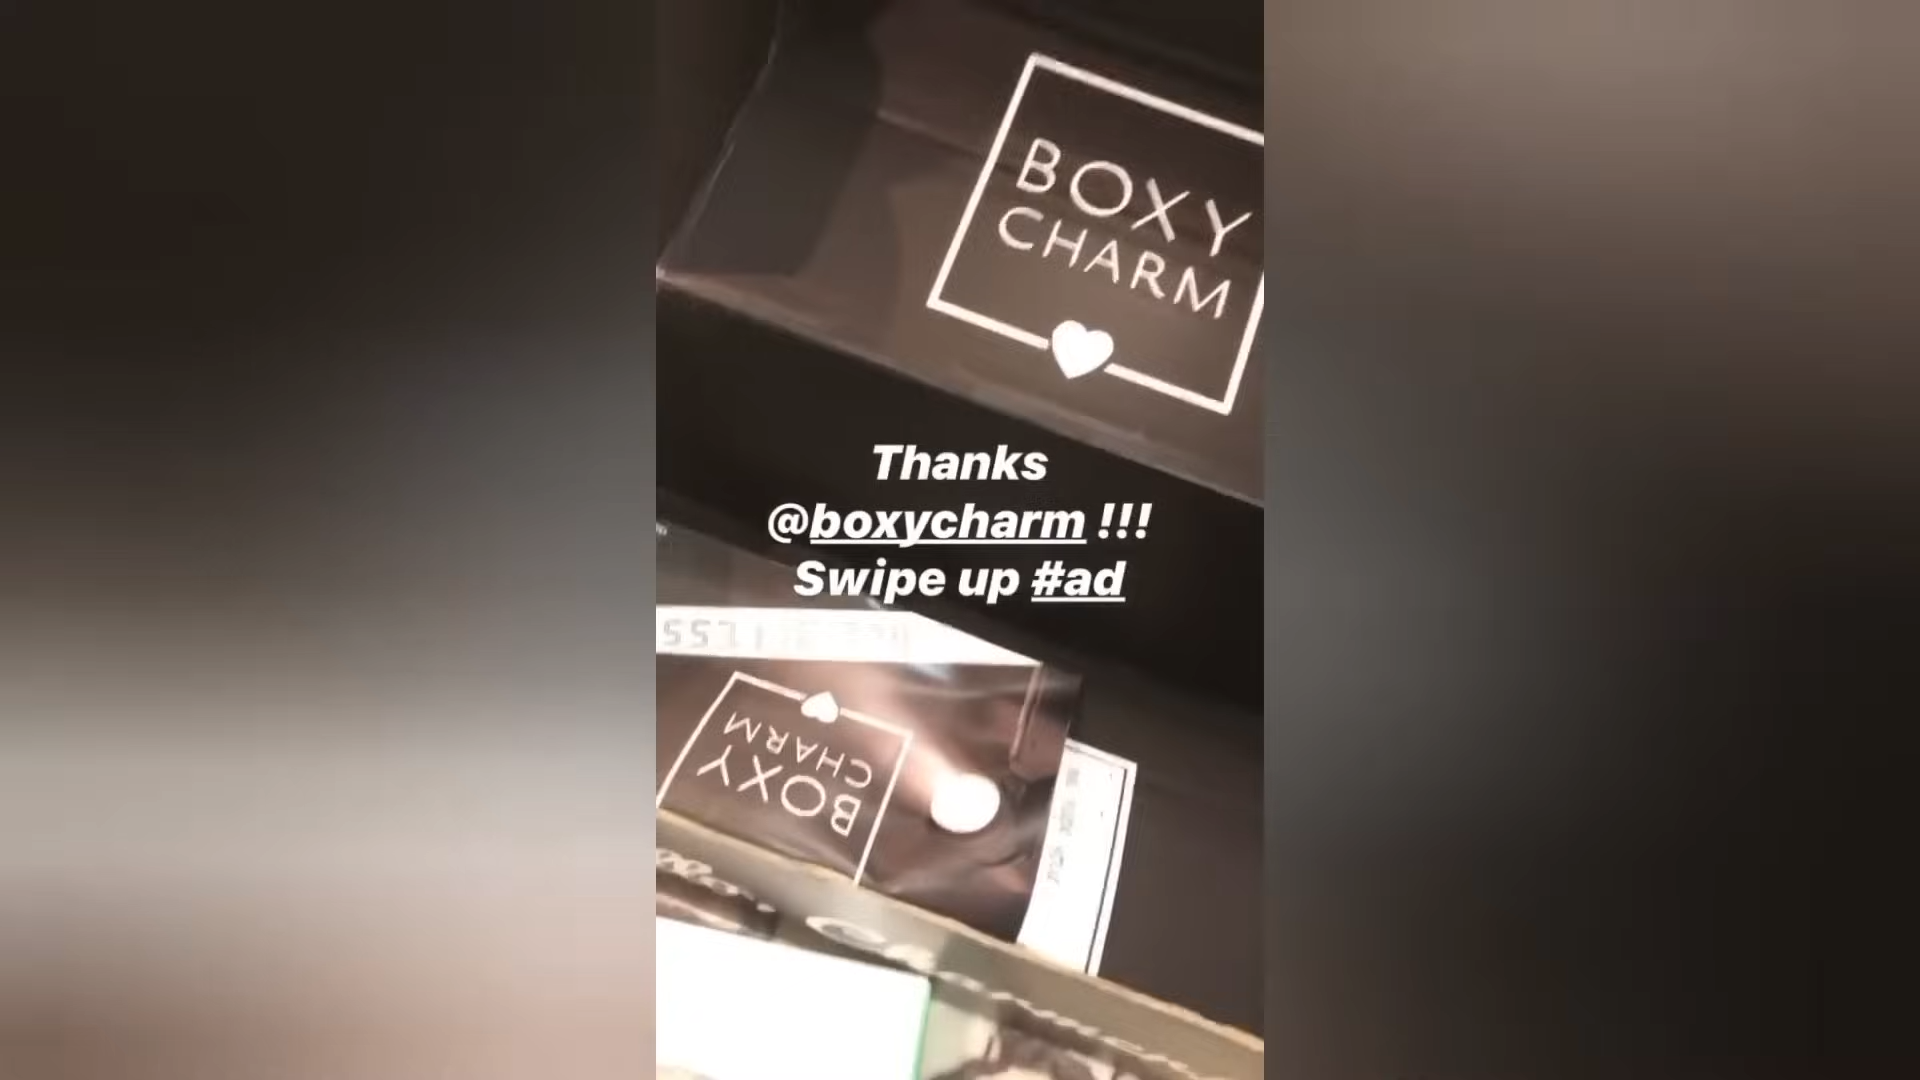 BOXY
CHARM
Thanks
@boxycharm !!!
Swipe up #ad
BOXY
CHARM